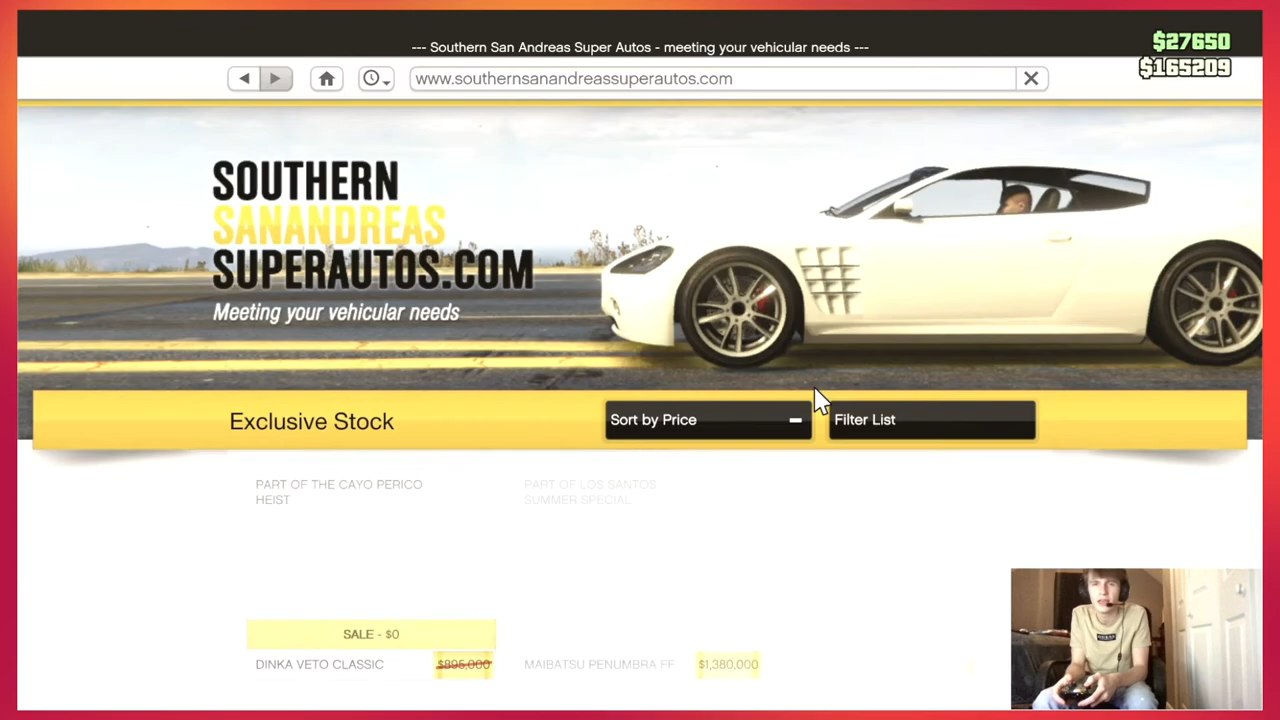 --- Southern San Andreas Super Autos - meeting your vehicular needs ---
$27650
$165209
www.southernsanandreassuperautos.com
SOUTHERN
SANANDREAS
SUPERAUTOS.COM
Meeting your vehicular needs
Exclusive Stock
Sort by Price
Filter List
PART OF THE CAYO PERICO
HEIST
PART OF LOS SANTOS
SUMMER SPECIAL
SALE - $0
DINKA VETO CLASSIC $895,000
MAIBATSU PENUMBRA FF $1,380,000